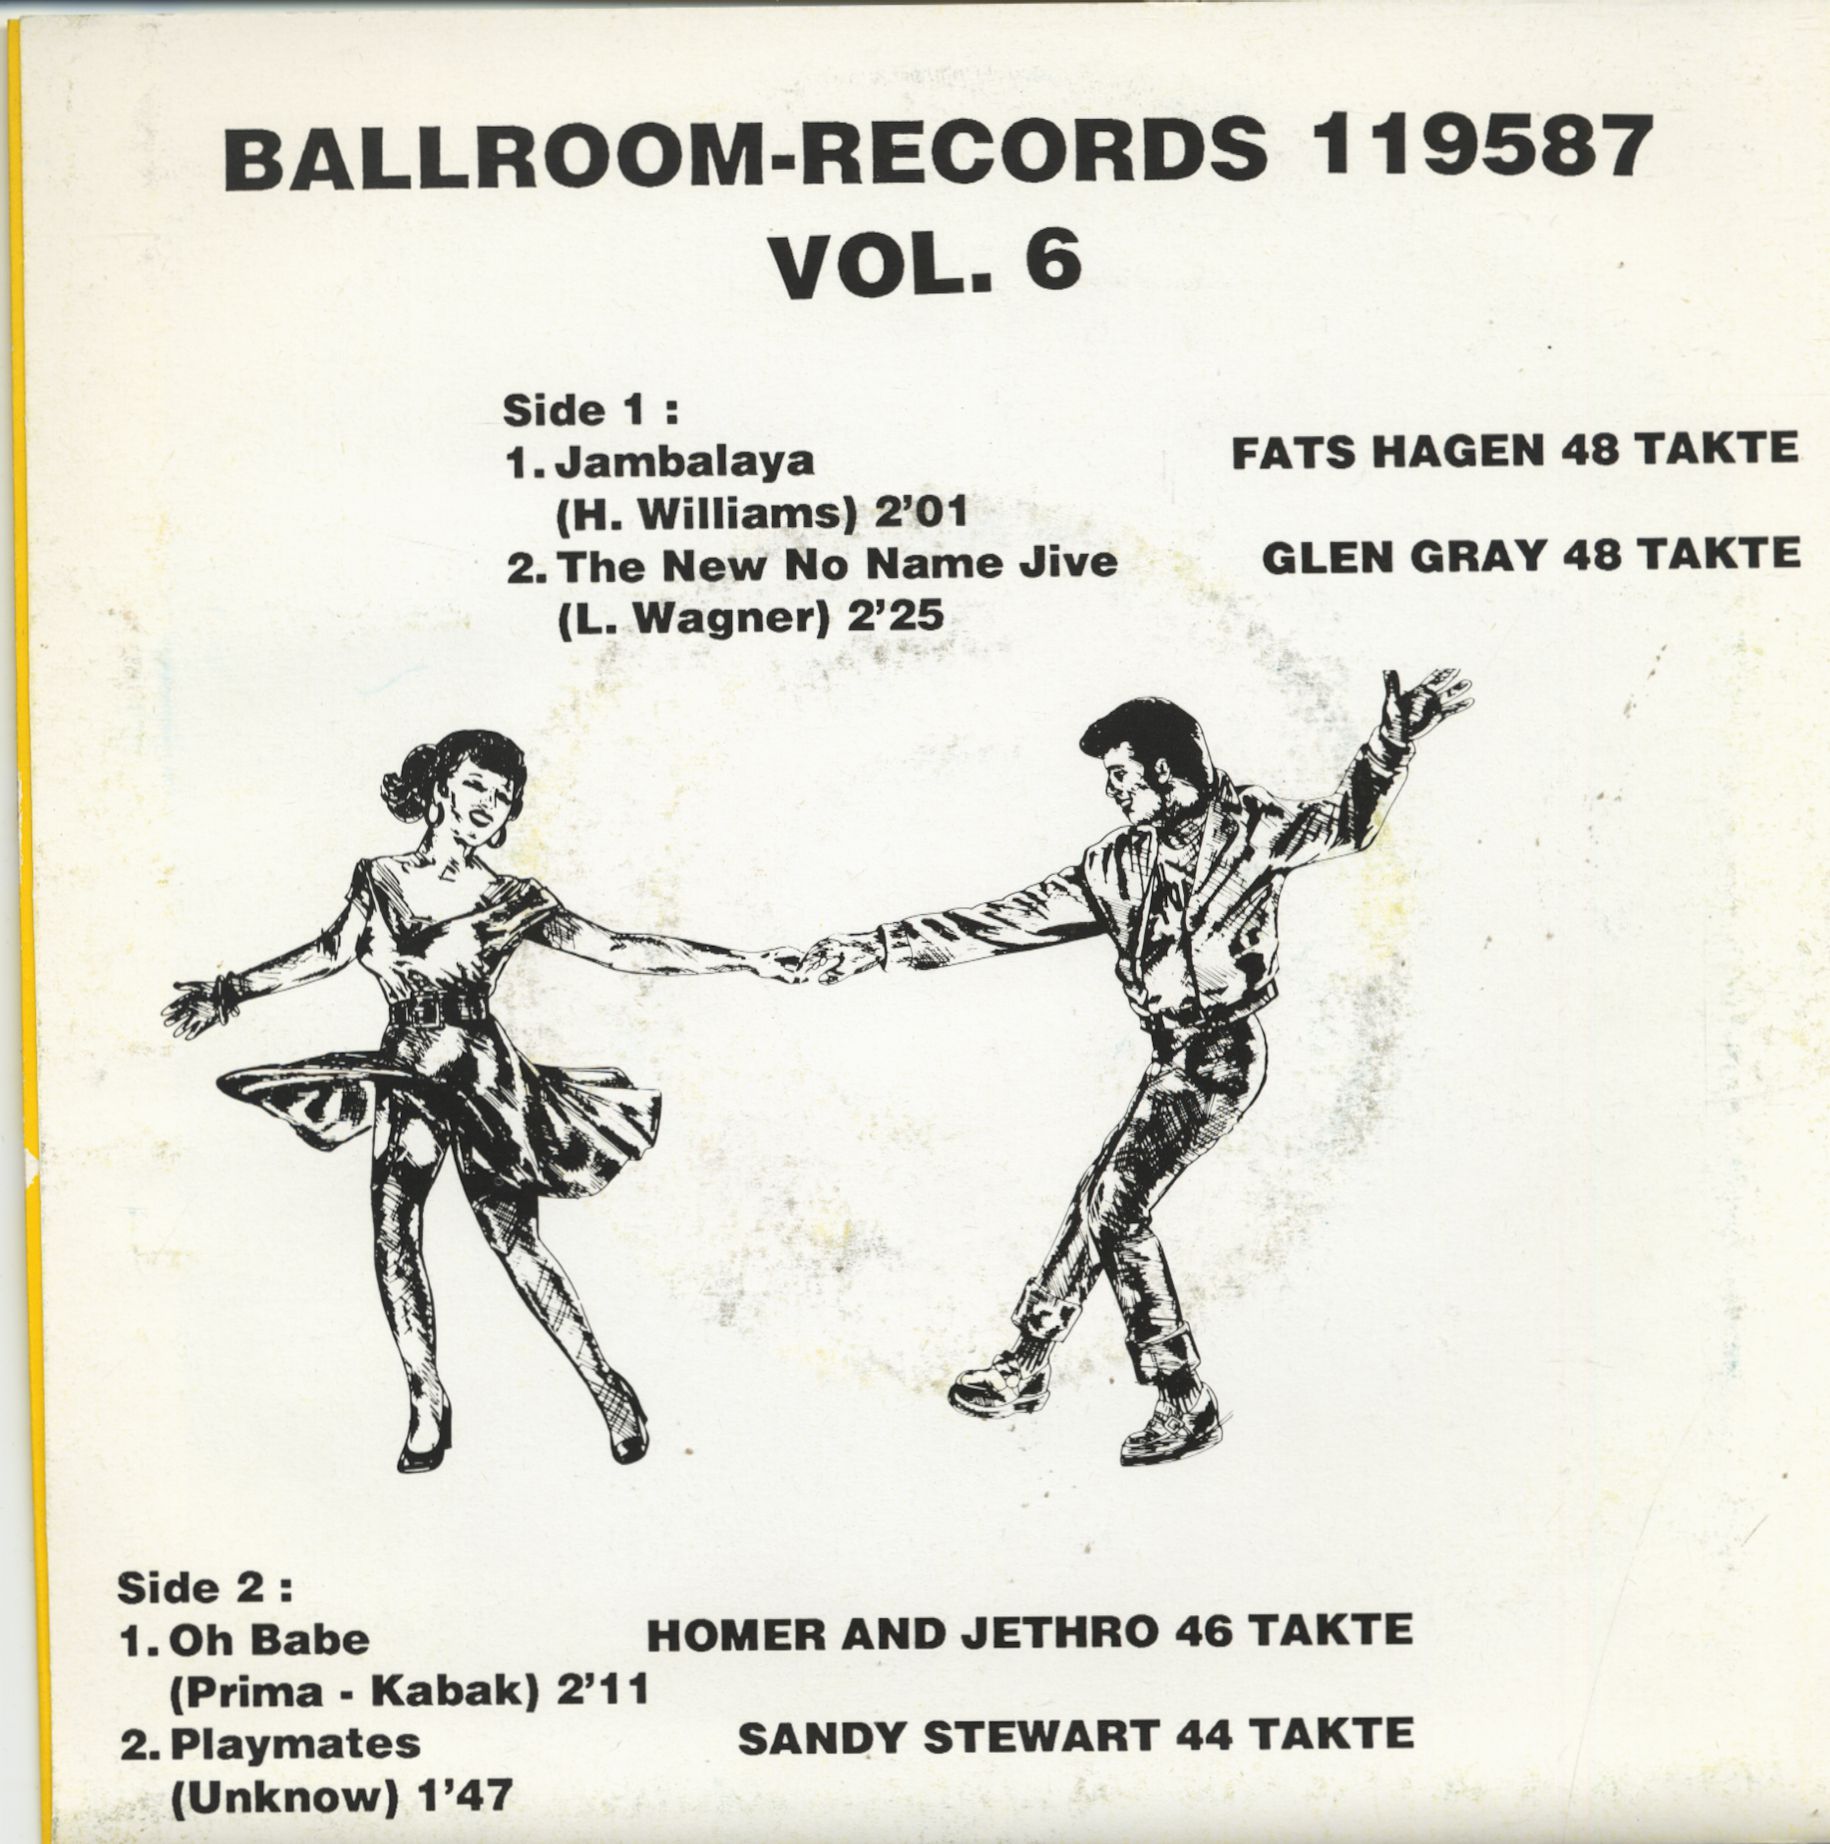 BALLROOM-RECORDS 119587
VOL. 6
Side 1 :
1. Jambalaya FATS HAGEN 48 TAKTE
(H. Williams) 2'01
2. The New No Name Jive GLEN GRAY 48 TAKTE
(L. Wagner) 2'25
Side 2 :
1. Oh Babe HOMER AND JETHRO 46 TAKTE
(Prima - Kabak) 2'11
2. Playmates SANDY STEWART 44 TAKTE
(Unknow) 1'47